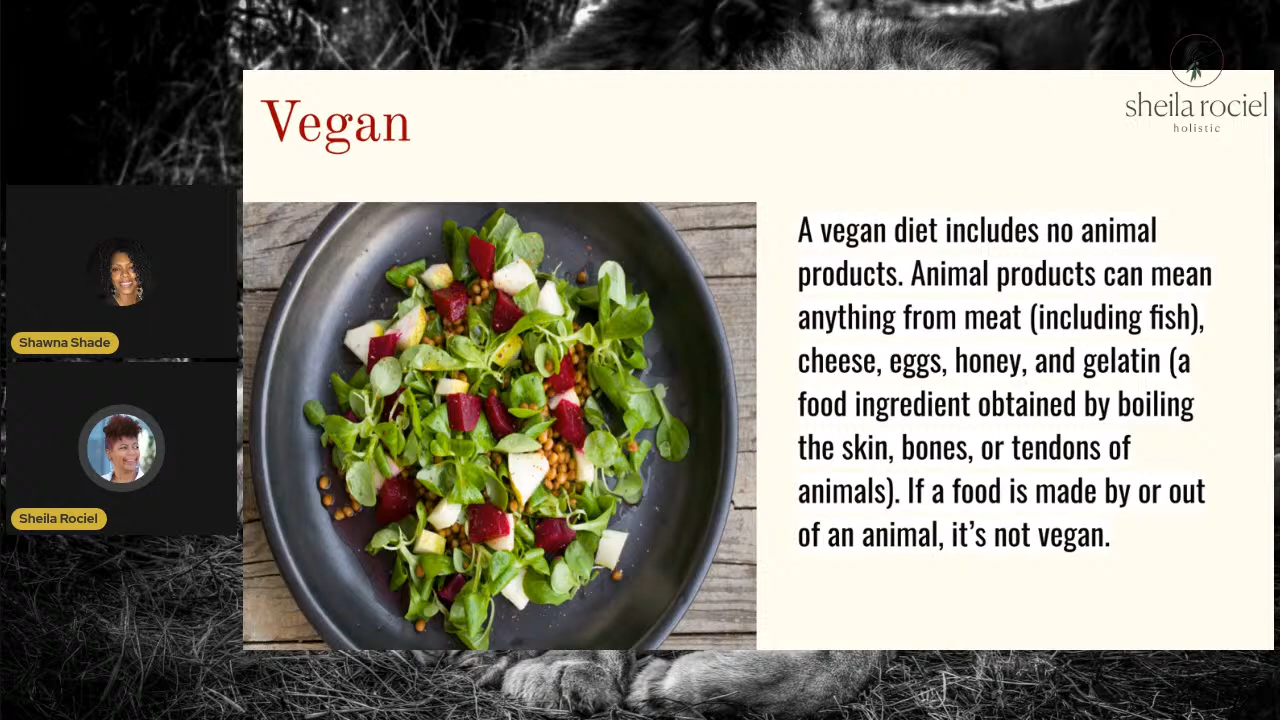 sheila rociel
holistic
Vegan
A vegan diet includes no animal
products. Animal products can mean
anything from meat (including fish),
cheese, eggs, honey, and gelatin (a
food ingredient obtained by boiling
the skin, bones, or tendons of
animals). If a food is made by or out
of an animal, it’s not vegan.
Shawna Shade
Sheila Rociel